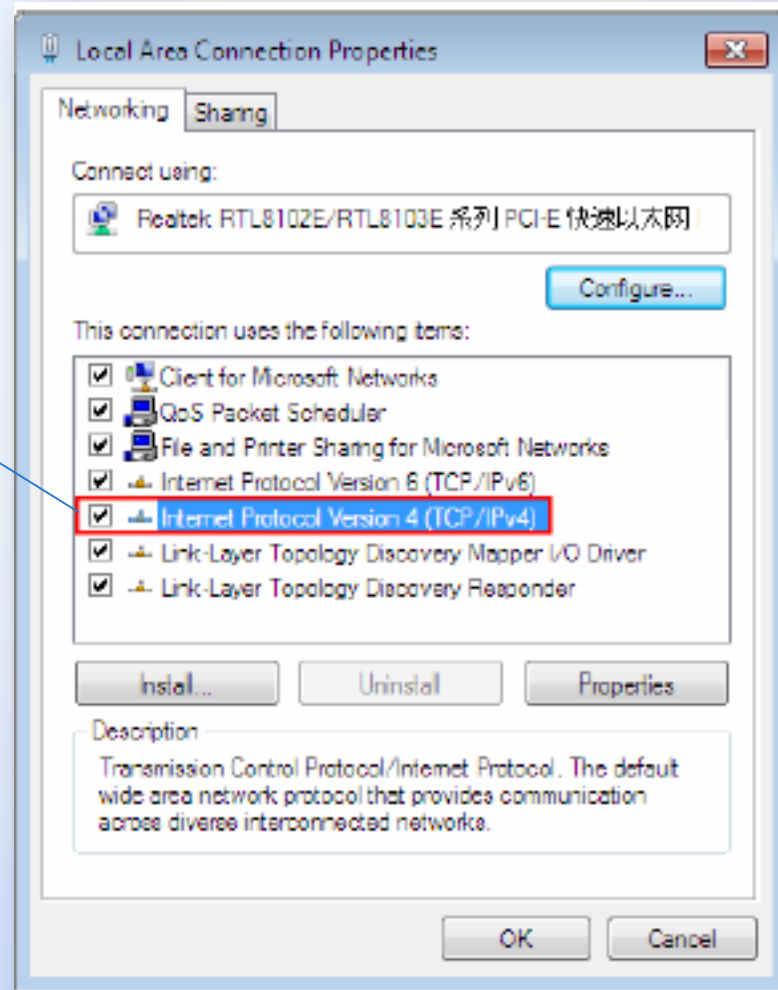 Local Area Connection Properties
Networking
Sharing
Connect using:
Realtek RTL8102E/RTL8103E 系列 PCI-E 快速以太网
Configure...
This connection uses the following items:
Client for Microsoft Networks
QoS Packet Scheduler
File and Printer Sharing for Microsoft Networks
Internet Protocol Version 6 (TCP/IPv6)
Internet Protocol Version 4 (TCP/IPv4)
Link-Layer Topology Discovery Mapper I/O Driver
Link-Layer Topology Discovery Responder
Install...
Uninstall
Properties
Description
Transmission Control Protocol/Internet Protocol. The default
wide area network protocol that provides communication
across diverse interconnected networks.
OK
Cancel